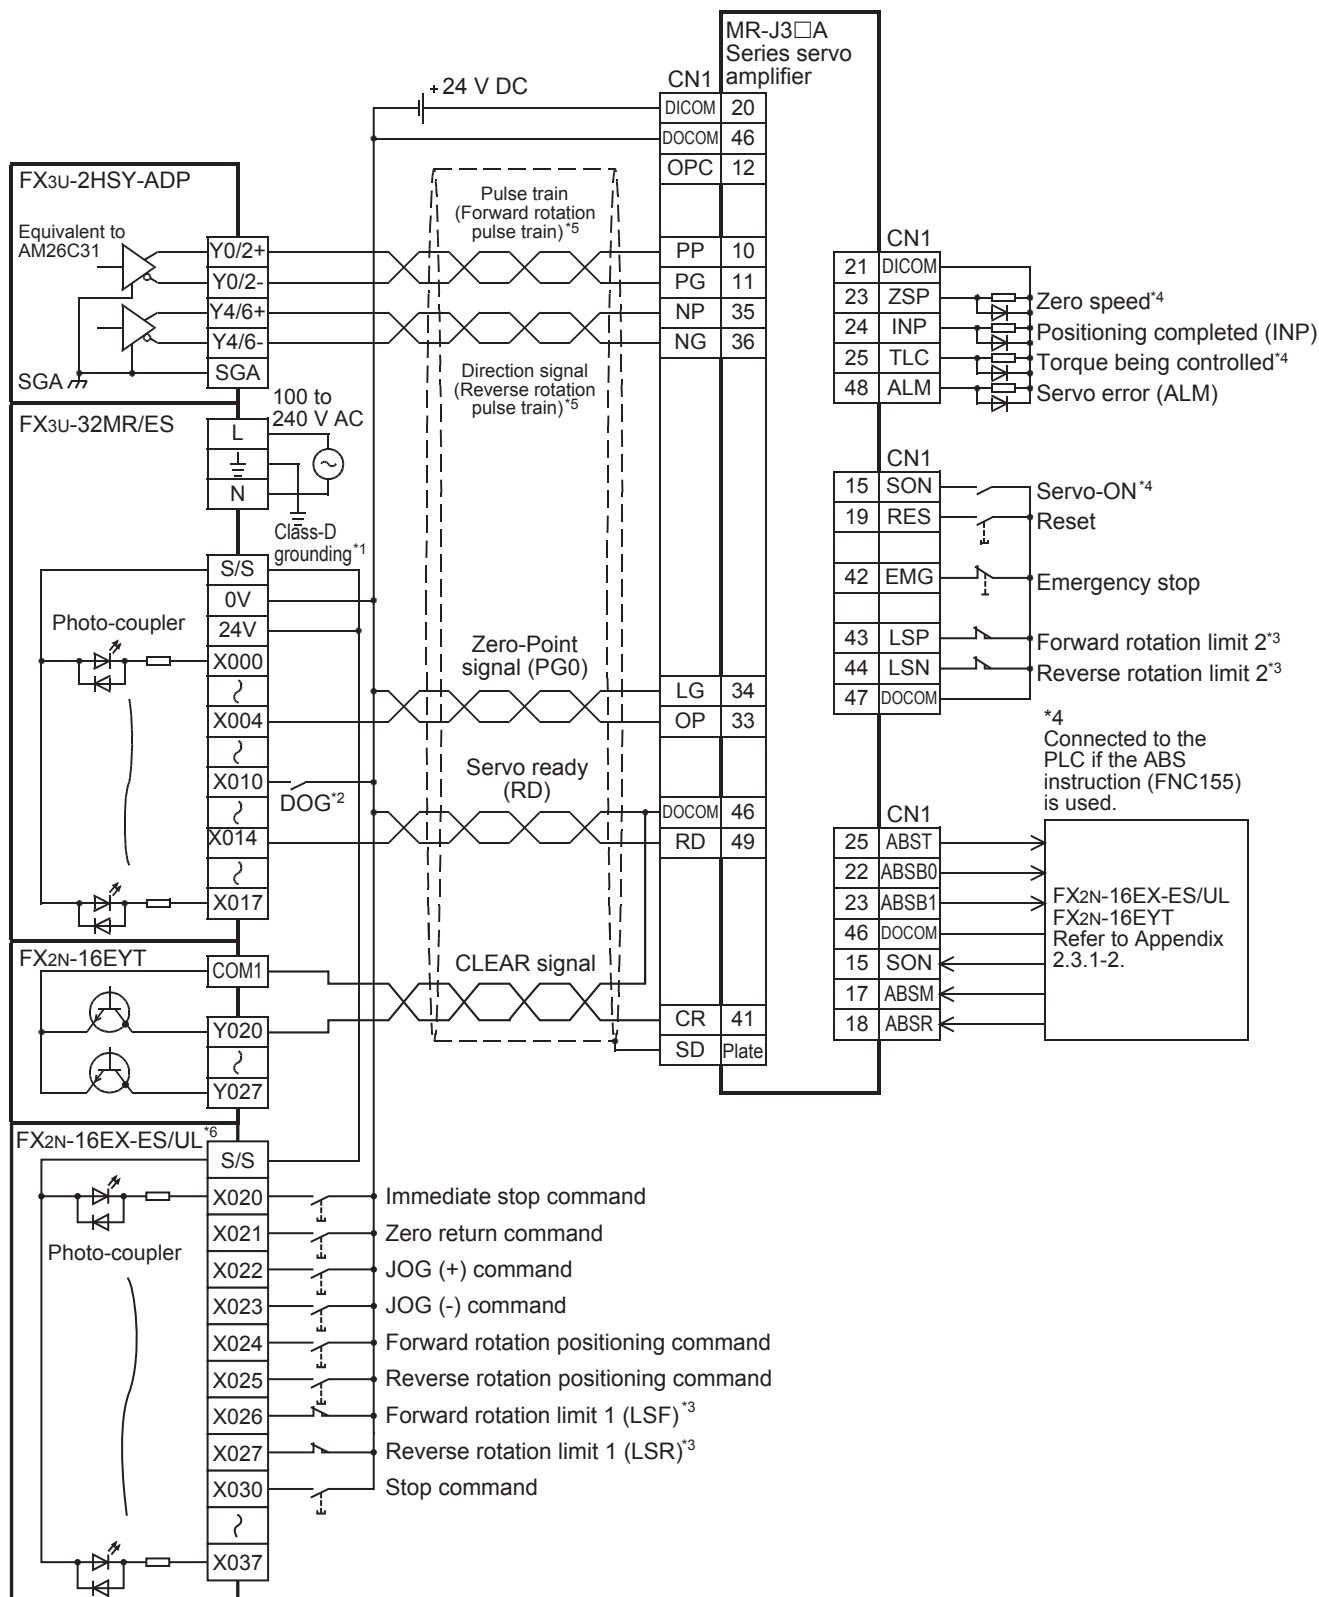 MR-J3□A
Series servo
amplifier
CN1
+ 24 V DC
DICOM 20
DOCOM 46
OPC 12
FX3U-2HSY-ADP
Equivalent to
AM26C31
Y0/2+
Y0/2-
Y4/6+
Y4/6-
SGA
SGA
Pulse train
(Forward rotation
pulse train)*5
PP 10
PG 11
NP 35
NG 36
Direction signal
(Reverse rotation
pulse train)*5
CN1
21 DICOM
23 ZSP
Zero speed*4
24 INP
Positioning completed (INP)
25 TLC
Torque being controlled*4
48 ALM
Servo error (ALM)
FX3U-32MR/ES
100 to
240 V AC
L
N
Class-D
grounding*1
S/S
0V
24V
Photo-coupler
X000
X004
X010
DOG*2
X014
X017
Zero-Point
signal (PG0)
LG 34
OP 33
Servo ready
(RD)
DOCOM 46
RD 49
CN1
15 SON
Servo-ON*4
19 RES
Reset
42 EMG
Emergency stop
43 LSP
Forward rotation limit 2*3
44 LSN
Reverse rotation limit 2*3
47 DOCOM
*4
Connected to the
PLC if the ABS
instruction (FNC155)
is used.
CN1
25 ABST
22 ABSB0
23 ABSB1
46 DOCOM
15 SON
17 ABSM
18 ABSR
FX2N-16EX-ES/UL
FX2N-16EYT
Refer to Appendix
2.3.1-2.
FX2N-16EYT
COM1
CLEAR signal
Y020
Y027
CR 41
SD Plate
FX2N-16EX-ES/UL*6
S/S
Photo-coupler
X020
Immediate stop command
X021
Zero return command
X022
JOG (+) command
X023
JOG (-) command
X024
Forward rotation positioning command
X025
Reverse rotation positioning command
X026
Forward rotation limit 1 (LSF)*3
X027
Reverse rotation limit 1 (LSR)*3
X030
Stop command
X037